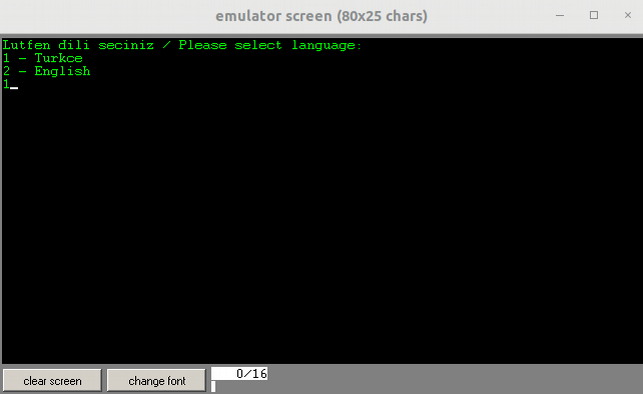 emulator screen (80x25 chars)
Lutfen dili seciniz / Please select language:
1 - Turkce
2 - English
1
clear screen
change font
0/16